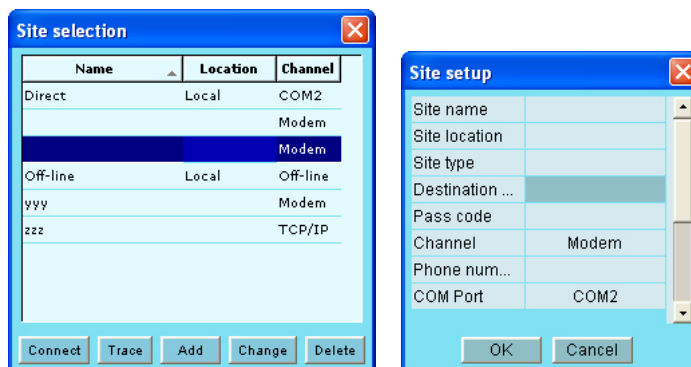 Site selection
Name Location Channel
Direct Local COM2
Modem
Modem
Off-line Local Off-line
yyy Modem
zzz TCP/IP
Connect Trace Add Change Delete
Site setup
Site name
Site location
Site type
Destination ...
Pass code
Channel Modem
Phone num...
COM Port COM2
OK Cancel